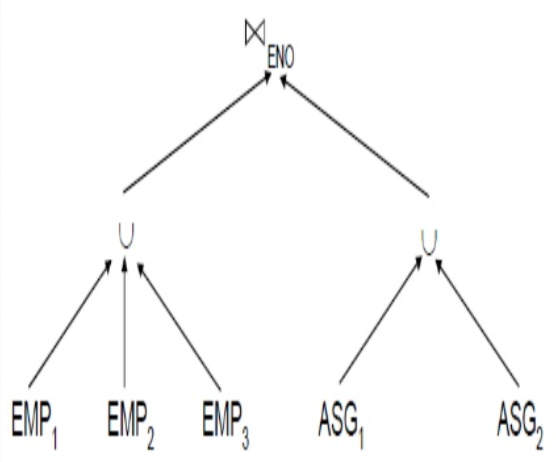 ⋈ENO
∪ ∪
EMP1 EMP2 EMP3 ASG1 ASG2